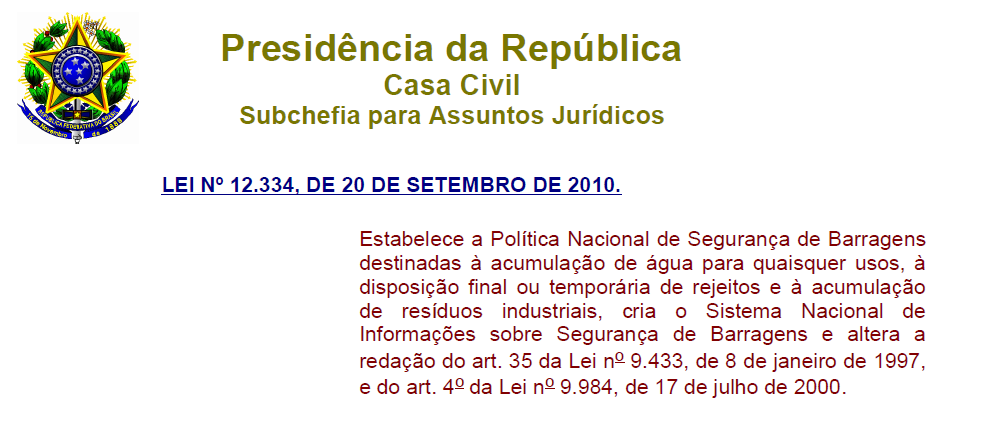 Presidência da República
Casa Civil
Subchefia para Assuntos Jurídicos
REPÚBLICA FEDERATIVA DO BRASIL
15 de Novembro de 1889
LEI Nº 12.334, DE 20 DE SETEMBRO DE 2010.
Estabelece a Política Nacional de Segurança de Barragens
destinadas à acumulação de água para quaisquer usos, à
disposição final ou temporária de rejeitos e à acumulação
de resíduos industriais, cria o Sistema Nacional de
Informações sobre Segurança de Barragens e altera a
redação do art. 35 da Lei nº 9.433, de 8 de janeiro de 1997,
e do art. 4º da Lei nº 9.984, de 17 de julho de 2000.